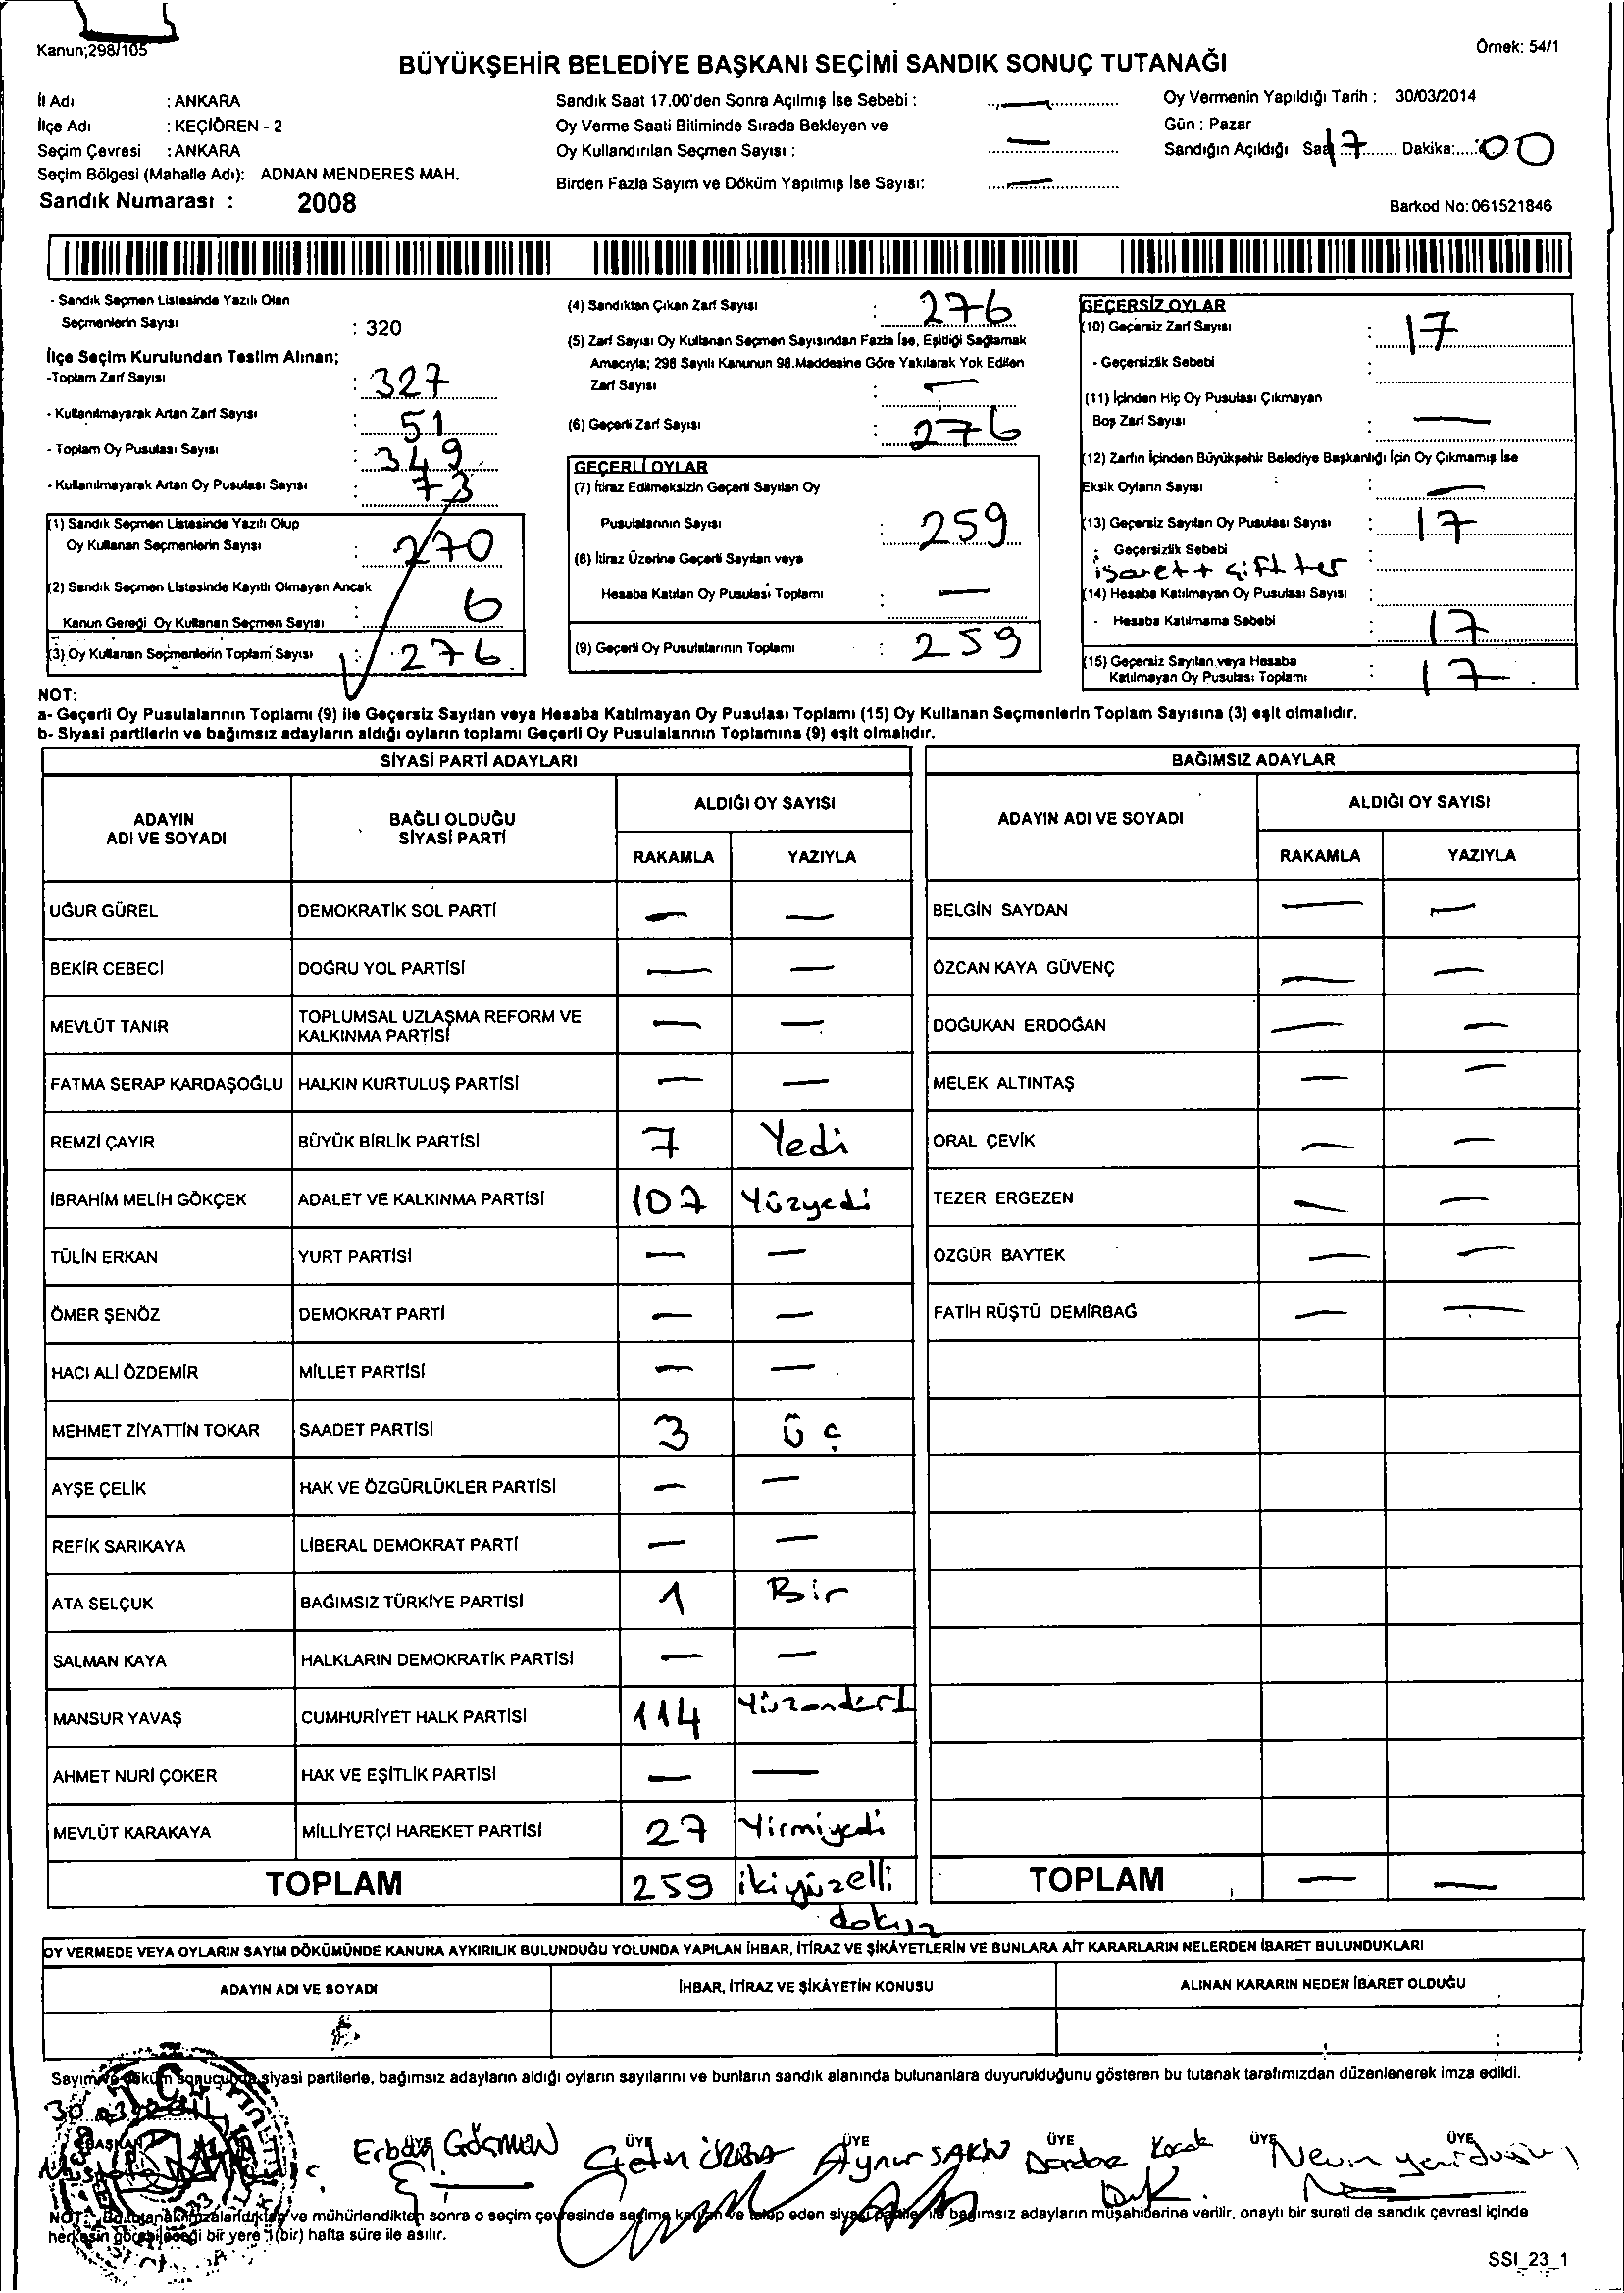 Kanun;298/105
Örnek: 54/1
BÜYÜKŞEHİR BELEDİYE BAŞKANI SEÇİMİ SANDIK SONUÇ TUTANAĞI
İl Adı : ANKARA
İlçe Adı : KEÇİÖREN - 2
Seçim Çevresi : ANKARA
Seçim Bölgesi (Mahalle Adı): ADNAN MENDERES MAH.
Sandık Numarası : 2008
Sandık Saat 17.00'den Sonra Açılmış İse Sebebi : —
Oy Verme Saati Bitiminde Sırada Bekleyen ve
Oy Kullandırılan Seçmen Sayısı : —
Birden Fazla Sayım ve Döküm Yapılmış İse Sayısı: —
Oy Vermenin Yapıldığı Tarih : 30/03/2014
Gün : Pazar
Sandığın Açıldığı Saat 17 Dakika: 00
Barkod No:061521846
- Sandık Seçmen Listesinde Yazılı Olan
Seçmenlerin Sayısı : 320
İlçe Seçim Kurulundan Teslim Alınan;
-Toplam Zarf Sayısı : 327
- Kullanılmayarak Artan Zarf Sayısı : 51
- Toplam Oy Pusulası Sayısı : 349
- Kullanılmayarak Artan Oy Pusulası Sayısı : 73
(1) Sandık Seçmen Listesinde Yazılı Olup
Oy Kullanan Seçmenlerin Sayısı : 270
(2) Sandık Seçmen Listesinde Kayıtlı Olmayan Ancak
Kanun Gereği Oy Kullanan Seçmen Sayısı : 6
(3) Oy Kullanan Seçmenlerin Toplam Sayısı : 276
(4) Sandıktan Çıkan Zarf Sayısı : 276
(5) Zarf Sayısı Oy Kullanan Seçmen Sayısından Fazla İse, Eşitliği Sağlamak
Amacıyla; 298 Sayılı Kanunun 98.Maddesine Göre Yakılarak Yok Edilen
Zarf Sayısı : —
(6) Geçerli Zarf Sayısı : 276
GEÇERLİ OYLAR
(7) İtiraz Edilmeksizin Geçerli Sayılan Oy
Pusulalarının Sayısı : 259
(8) İtiraz Üzerine Geçerli Sayılan veya
Hesaba Katılan Oy Pusulası Toplamı : —
(9) Geçerli Oy Pusulalarının Toplamı : 259
GEÇERSİZ OYLAR
(10) Geçersiz Zarf Sayısı : 17
- Geçersizlik Sebebi :
(11) İçinden Hiç Oy Pusulası Çıkmayan
Boş Zarf Sayısı : —
(12) Zarfın İçinden Büyükşehir Belediye Başkanlığı İçin Oy Çıkmamış İse
Eksik Oyların Sayısı : —
(13) Geçersiz Sayılan Oy Pusulası Sayısı : 17
- Geçersizlik Sebebi
(14) Hesaba Katılmayan Oy Pusulası Sayısı :
- Hesaba Katılmama Sebebi : 17
(15) Geçersiz Sayılan veya Hesaba
Katılmayan Oy Pusulası Toplamı : 17
NOT:
a- Geçerli Oy Pusulalarının Toplamı (9) ile Geçersiz Sayılan veya Hesaba Katılmayan Oy Pusulası Toplamı (15) Oy Kullanan Seçmenlerin Toplam Sayısına (3) eşit olmalıdır.
b- Siyasi partilerin ve bağımsız adayların aldığı oyların toplamı Geçerli Oy Pusulalarının Toplamına (9) eşit olmalıdır.
SİYASİ PARTİ ADAYLARI
ADAYIN ADI VE SOYADI BAĞLI OLDUĞU SİYASİ PARTİ ALDIĞI OY SAYISI
RAKAMLA YAZIYLA
UĞUR GÜREL DEMOKRATİK SOL PARTİ — —
BEKİR CEBECİ DOĞRU YOL PARTİSİ — —
MEVLÜT TANIR TOPLUMSAL UZLAŞMA REFORM VE KALKINMA PARTİSİ — —
FATMA SERAP KARDAŞOĞLU HALKIN KURTULUŞ PARTİSİ — —
REMZİ ÇAYIR BÜYÜK BİRLİK PARTİSİ 7 Yedi
İBRAHİM MELİH GÖKÇEK ADALET VE KALKINMA PARTİSİ 107 Yüzyedi
TÜLİN ERKAN YURT PARTİSİ — —
ÖMER ŞENÖZ DEMOKRAT PARTİ — —
HACI ALİ ÖZDEMİR MİLLET PARTİSİ — —
MEHMET ZİYATTİN TOKAR SAADET PARTİSİ 3 Üç
AYŞE ÇELİK HAK VE ÖZGÜRLÜKLER PARTİSİ — —
REFİK SARIKAYA LİBERAL DEMOKRAT PARTİ — —
ATA SELÇUK BAĞIMSIZ TÜRKİYE PARTİSİ 1 Bir
SALMAN KAYA HALKLARIN DEMOKRATİK PARTİSİ — —
MANSUR YAVAŞ CUMHURİYET HALK PARTİSİ 114 Yüzondört
AHMET NURİ ÇOKER HAK VE EŞİTLİK PARTİSİ — —
MEVLÜT KARAKAYA MİLLİYETÇİ HAREKET PARTİSİ 27 Yirmiyedi
TOPLAM 259 ikiyüzelli dokuz
BAĞIMSIZ ADAYLAR
ADAYIN ADI VE SOYADI ALDIĞI OY SAYISI
RAKAMLA YAZIYLA
BELGİN SAYDAN — —
ÖZCAN KAYA GÜVENÇ — —
DOĞUKAN ERDOĞAN — —
MELEK ALTINTAŞ — —
ORAL ÇEVİK — —
TEZER ERGEZEN — —
ÖZGÜR BAYTEK — —
FATİH RÜŞTÜ DEMİRBAĞ — —
TOPLAM — —
OY VERMEDE VEYA OYLARIN SAYIM DÖKÜMÜNDE KANUNA AYKIRILIK BULUNDUĞU YOLUNDA YAPILAN İHBAR, İTİRAZ VE ŞİKÂYETLERİN VE BUNLARA AİT KARARLARIN NELERDEN İBARET BULUNDUKLARI
ADAYIN ADI VE SOYADI İHBAR, İTİRAZ VE ŞİKÂYETİN KONUSU ALINAN KARARIN NEDEN İBARET OLDUĞU
Sayım ve döküm sonucunda siyasi partilerle, bağımsız adayların aldığı oyların sayılarını ve bunların sandık alanında bulunanlara duyurulduğunu gösteren bu tutanak tarafımızdan düzenlenerek imza edildi.
T.C.
BAŞKAN ÜYE ÜYE ÜYE ÜYE ÜYE ÜYE
GÖÇMEN Çetin Aynur SAKİN Kocak Nevin
NOT: Bu tutanak imzalandıktan ve mühürlendikten sonra o seçim çevresinde seçime katılan ve talep eden siyasi partiler ile bağımsız adayların müşahidlerine verilir, onaylı bir sureti de sandık çevresi içinde
herkesin görebileceği bir yere 1(bir) hafta süre ile asılır.
SSI_23_1